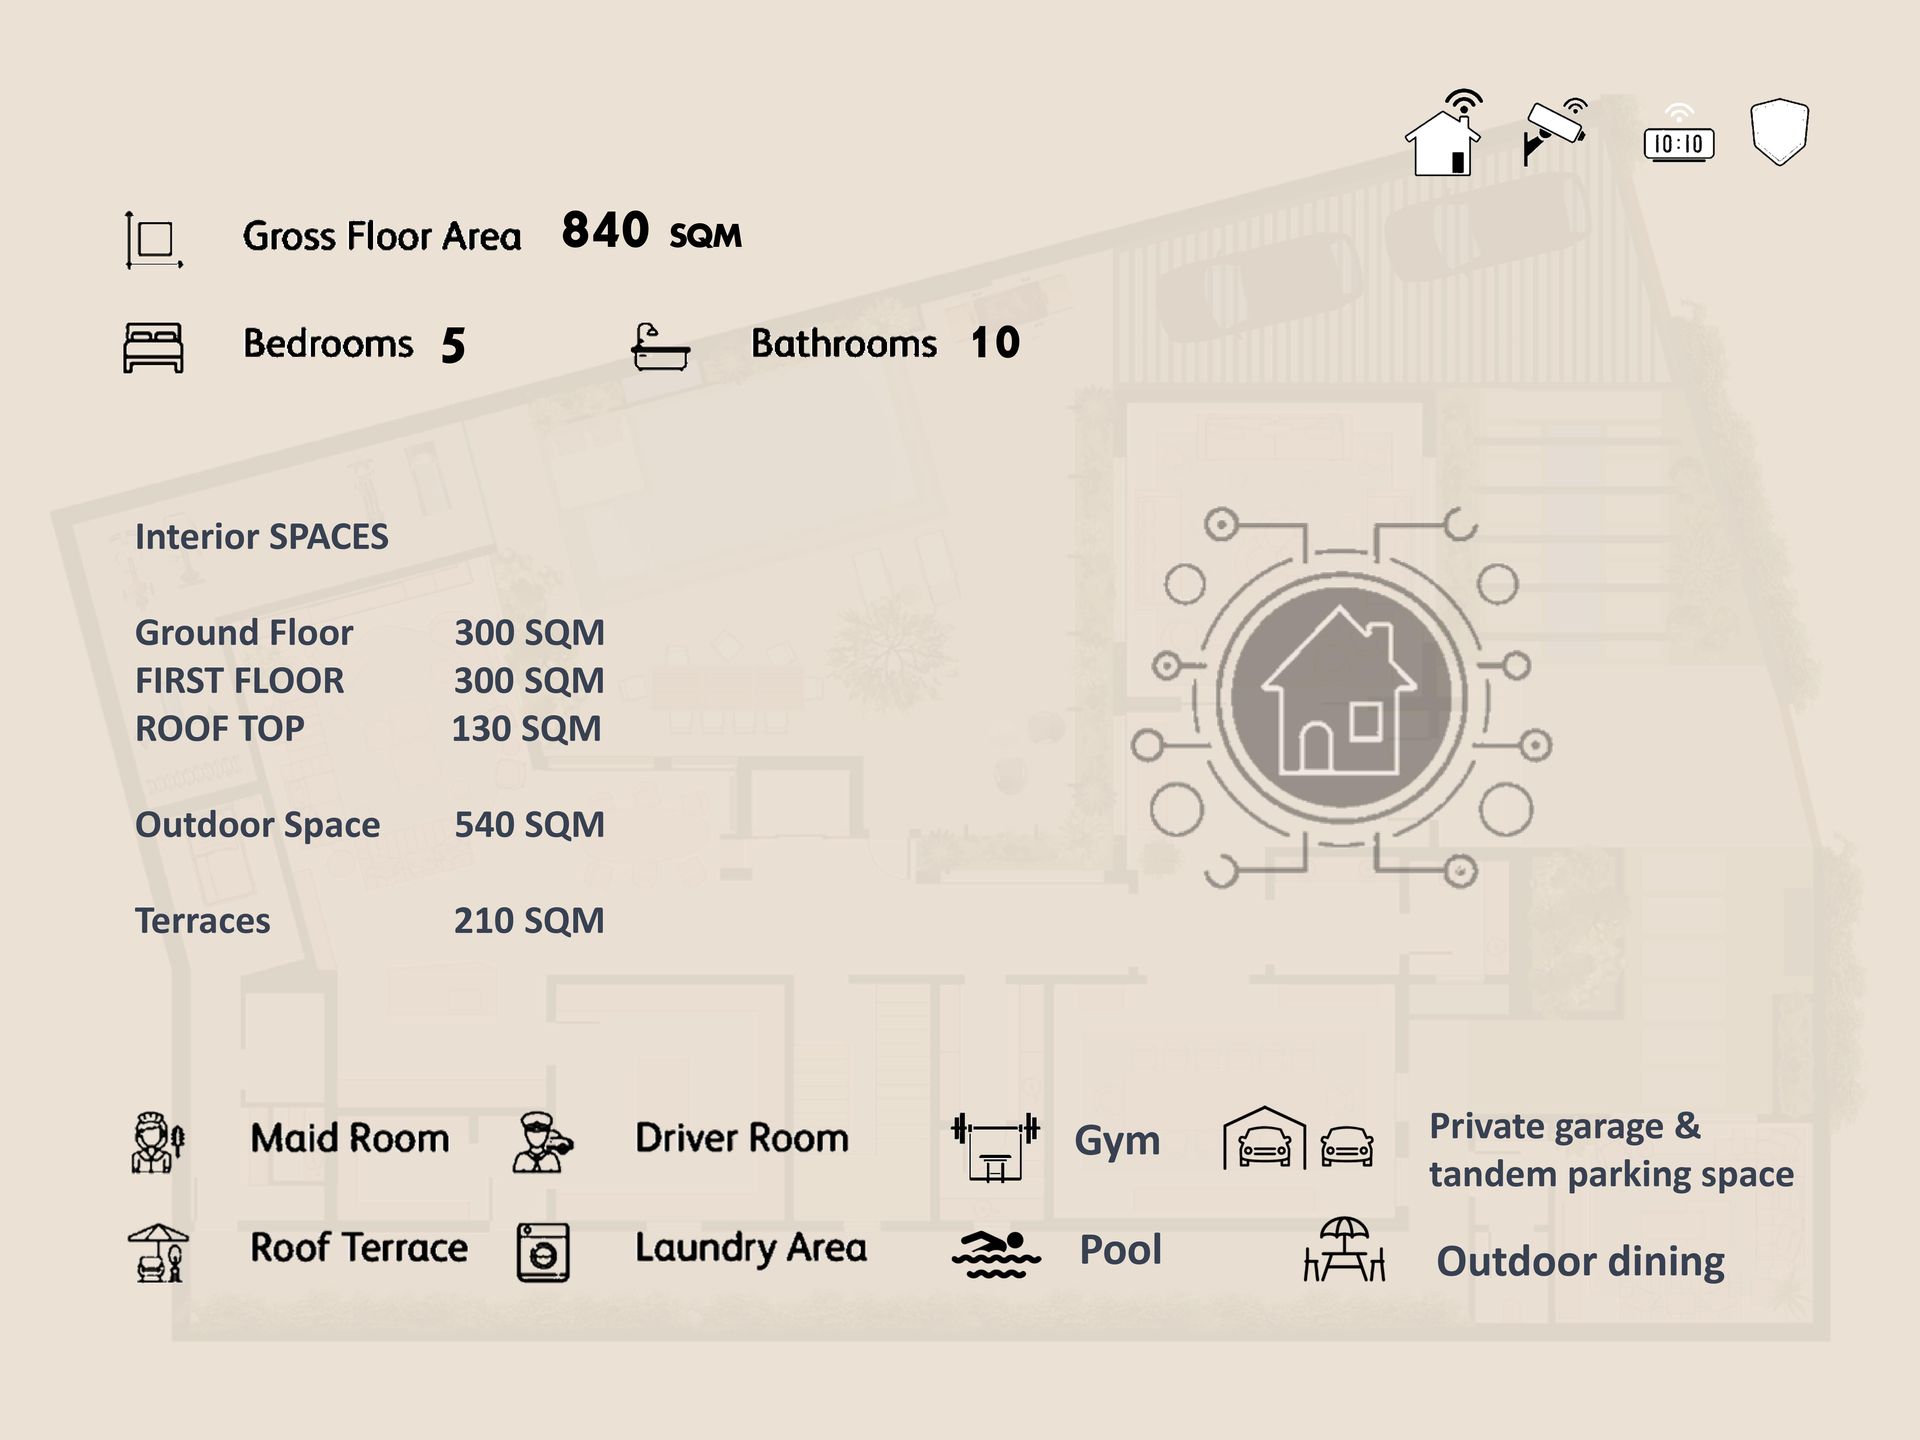 10:10
Gross Floor Area 840 SQM
Bedrooms 5 Bathrooms 10
Interior SPACES
Ground Floor 300 SQM
FIRST FLOOR 300 SQM
ROOF TOP 130 SQM
Outdoor Space 540 SQM
Terraces 210 SQM
Maid Room Driver Room Gym Private garage &
tandem parking space
Roof Terrace Laundry Area Pool Outdoor dining